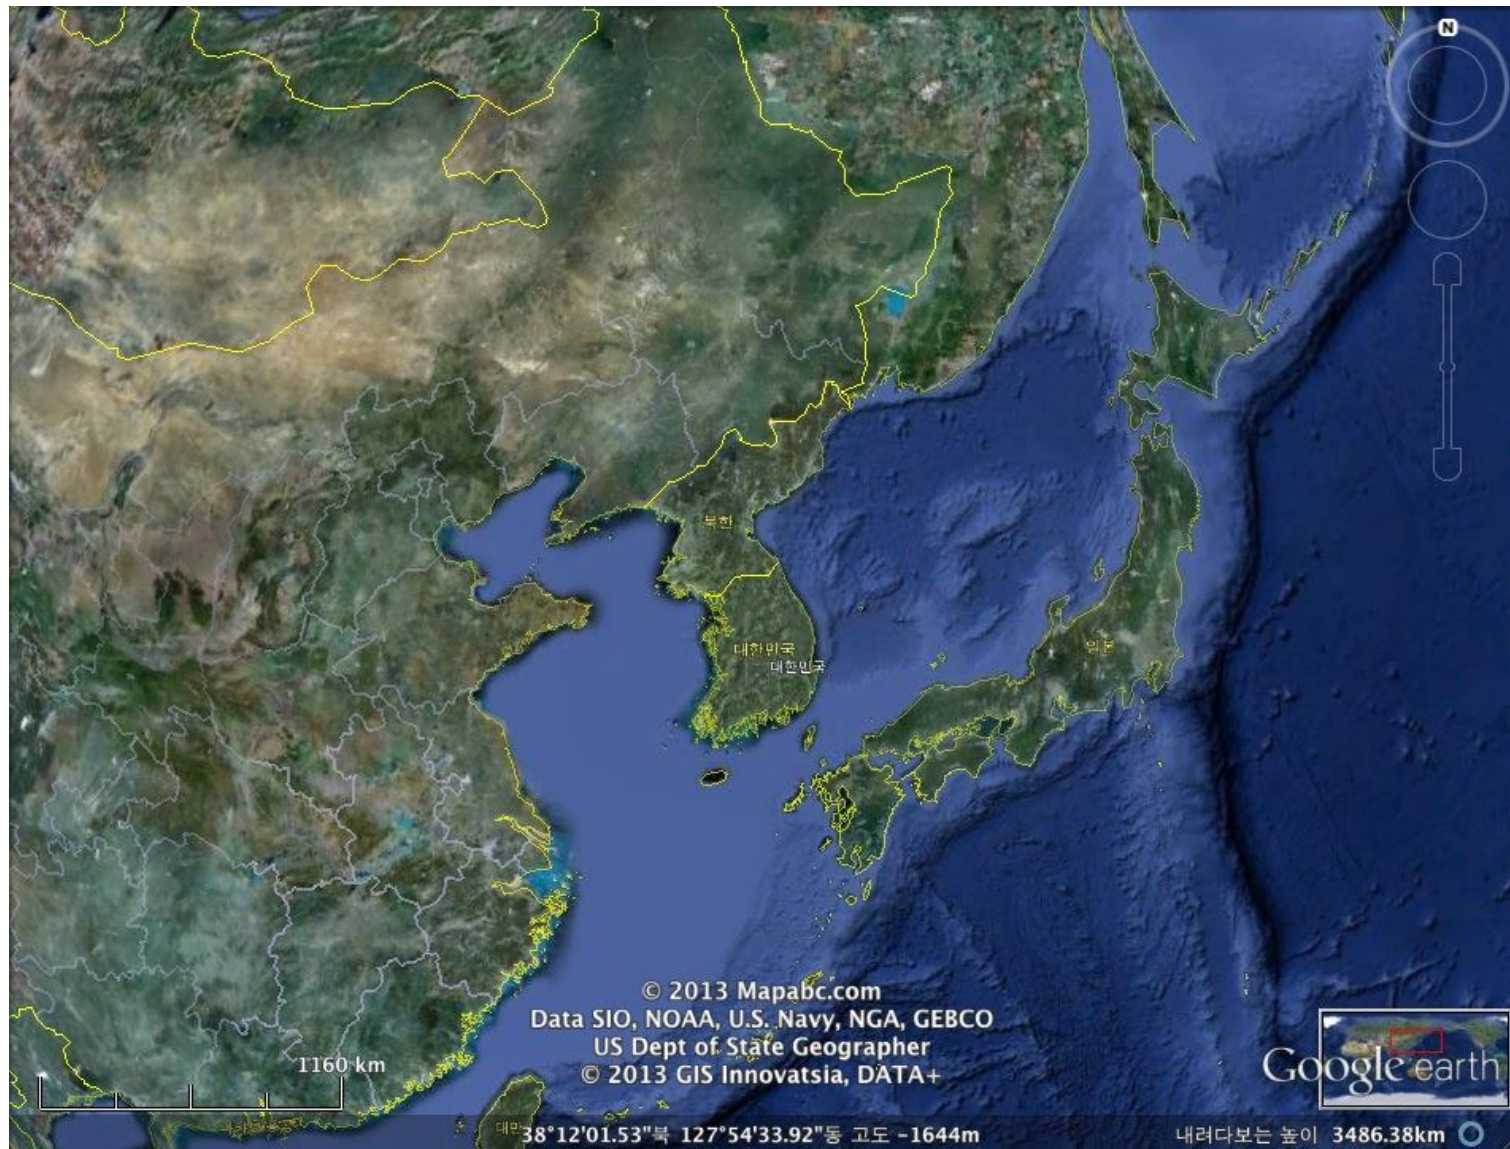 N
북한
대한민국
대한민국
일본
© 2013 Mapabc.com
Data SIO, NOAA, U.S. Navy, NGA, GEBCO
US Dept of State Geographer
© 2013 GIS Innovatsia, DATA+
1160 km
Google earth
대만
38°12'01.53"북 127°54'33.92"동 고도 -1644m
내려다보는 높이 3486.38km